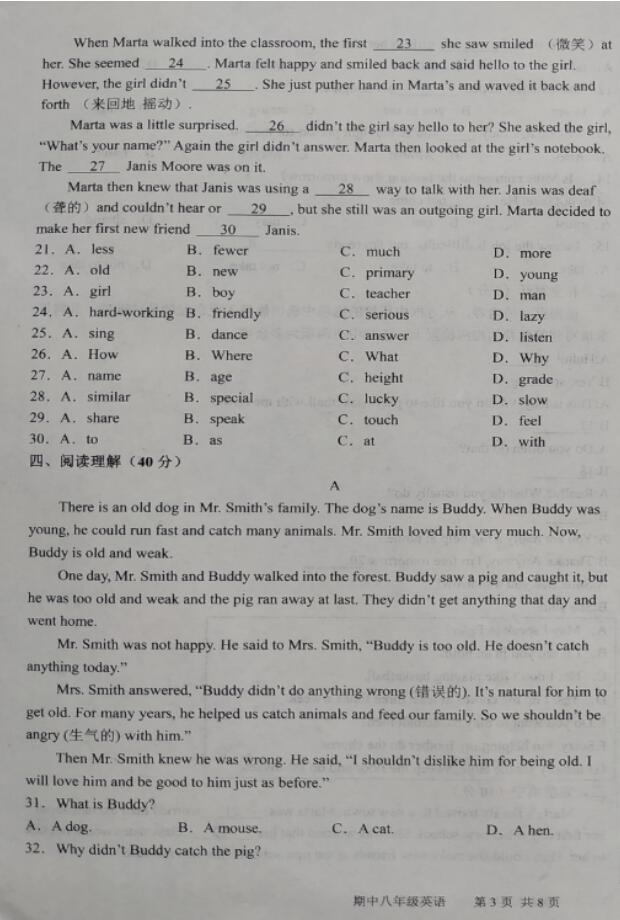 When Marta walked into the classroom, the first 23 she saw smiled （微笑）at
her. She seemed 24 . Marta felt happy and smiled back and said hello to the girl.
However, the girl didn't 25 . She just puther hand in Marta's and waved it back and
forth （来回地 摇动）.
Marta was a little surprised. 26 didn't the girl say hello to her? She asked the girl,
“What's your name?” Again the girl didn't answer. Marta then looked at the girl's notebook.
The 27 Janis Moore was on it.
Marta then knew that Janis was using a 28 way to talk with her. Janis was deaf
（聋的）and couldn't hear or 29 , but she still was an outgoing girl. Marta decided to
make her first new friend 30 Janis.
21. A. less B. fewer C. much D. more
22. A. old B. new C. primary D. young
23. A. girl B. boy C. teacher D. man
24. A. hard-working B. friendly C. serious D. lazy
25. A. sing B. dance C. answer D. listen
26. A. How B. Where C. What D. Why
27. A. name B. age C. height D. grade
28. A. similar B. special C. lucky D. slow
29. A. share B. speak C. touch D. feel
30. A. to B. as C. at D. with
四、阅读理解（40 分）
A
There is an old dog in Mr. Smith's family. The dog's name is Buddy. When Buddy was
young, he could run fast and catch many animals. Mr. Smith loved him very much. Now,
Buddy is old and weak.
One day, Mr. Smith and Buddy walked into the forest. Buddy saw a pig and caught it, but
he was too old and weak and the pig ran away at last. They didn't get anything that day and
went home.
Mr. Smith was not happy. He said to Mrs. Smith, “Buddy is too old. He doesn't catch
anything today.”
Mrs. Smith answered, “Buddy didn't do anything wrong (错误的). It's natural for him to
get old. For many years, he helped us catch animals and feed our family. So we shouldn't be
angry (生气的) with him.”
Then Mr. Smith knew he was wrong. He said, “I shouldn't dislike him for being old. I
will love him and be good to him just as before.”
31. What is Buddy?
A. A dog. B. A mouse. C. A cat. D. A hen.
32. Why didn't Buddy catch the pig?
期中八年级英语 第 3 页 共 8 页